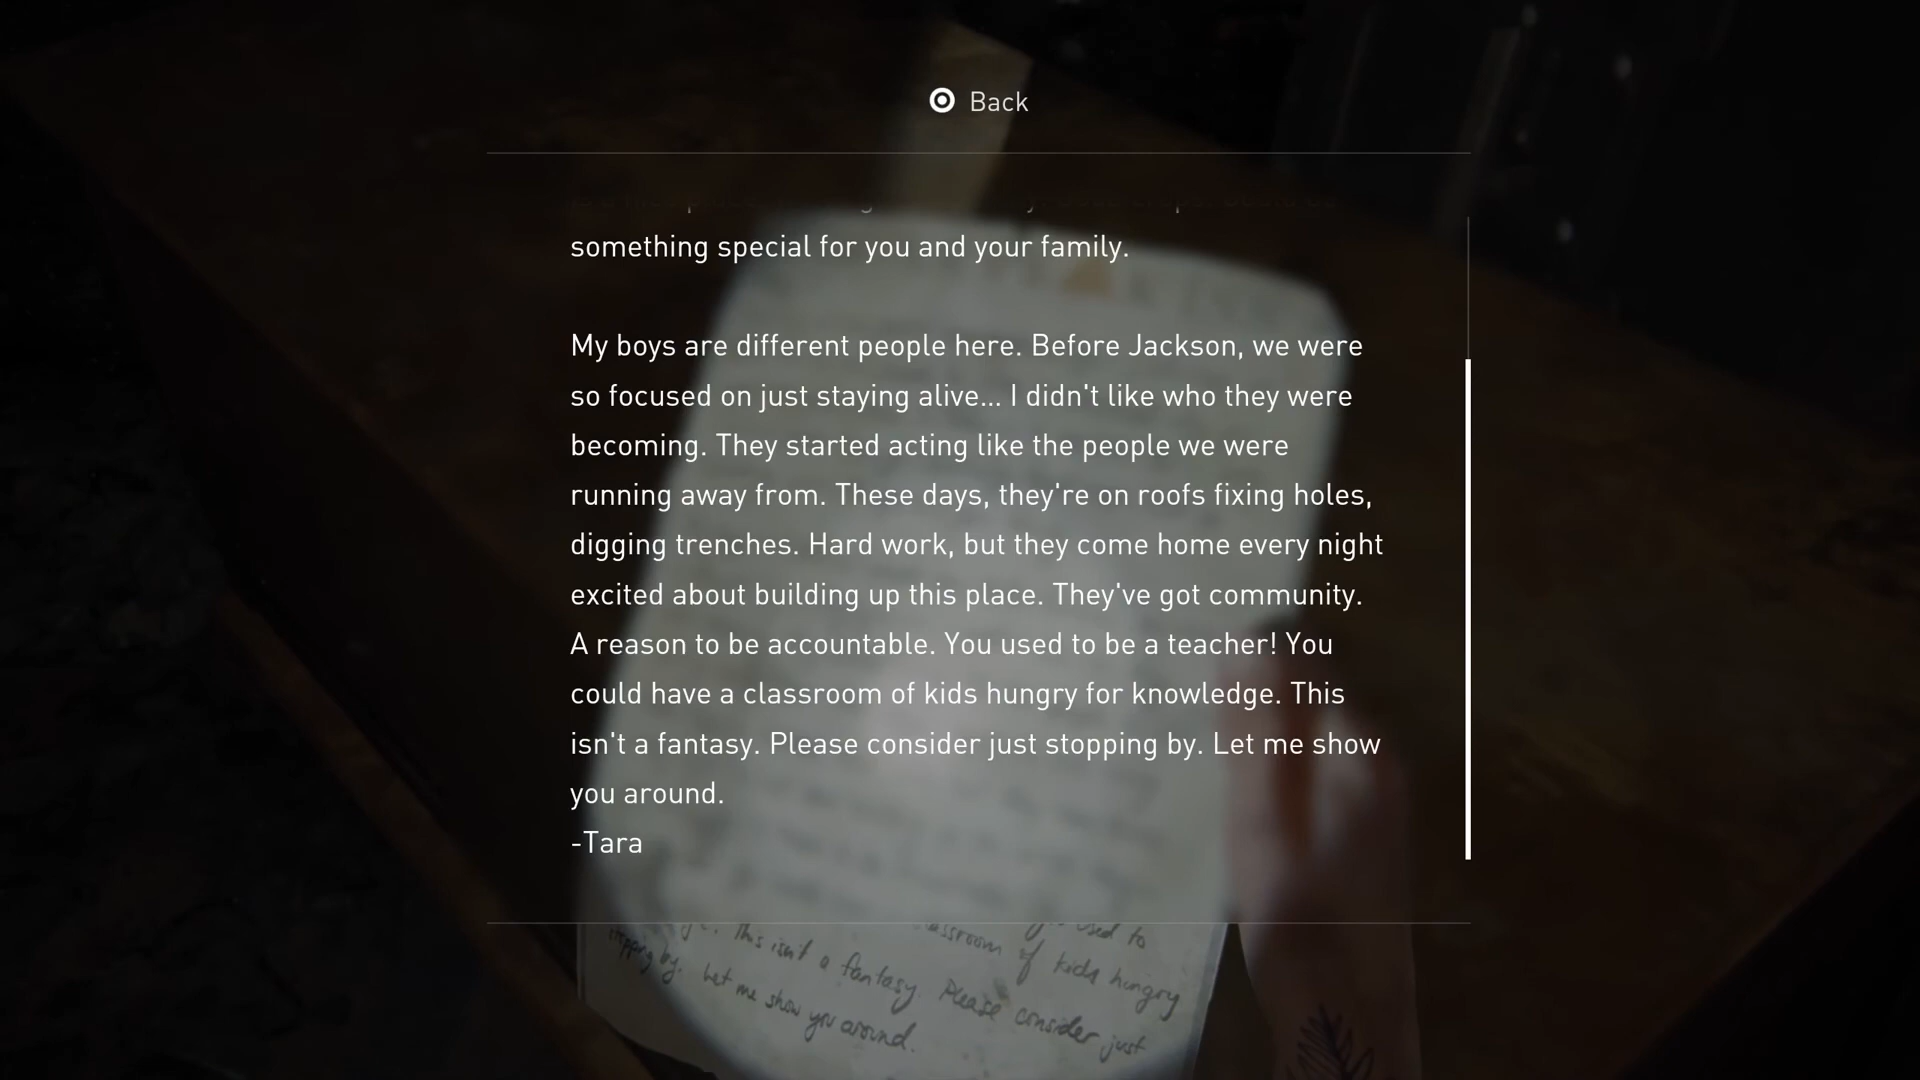 Back
something special for you and your family.
My boys are different people here. Before Jackson, we were
so focused on just staying alive... I didn't like who they were
becoming. They started acting like the people we were
running away from. These days, they're on roofs fixing holes,
digging trenches. Hard work, but they come home every night
excited about building up this place. They've got community.
A reason to be accountable. You used to be a teacher! You
could have a classroom of kids hungry for knowledge. This
isn't a fantasy. Please consider just stopping by. Let me show
you around.
-Tara
used to
classroom of kids hungry
This isn't a fantasy. Please consider just
stopping by. Let me show you around.